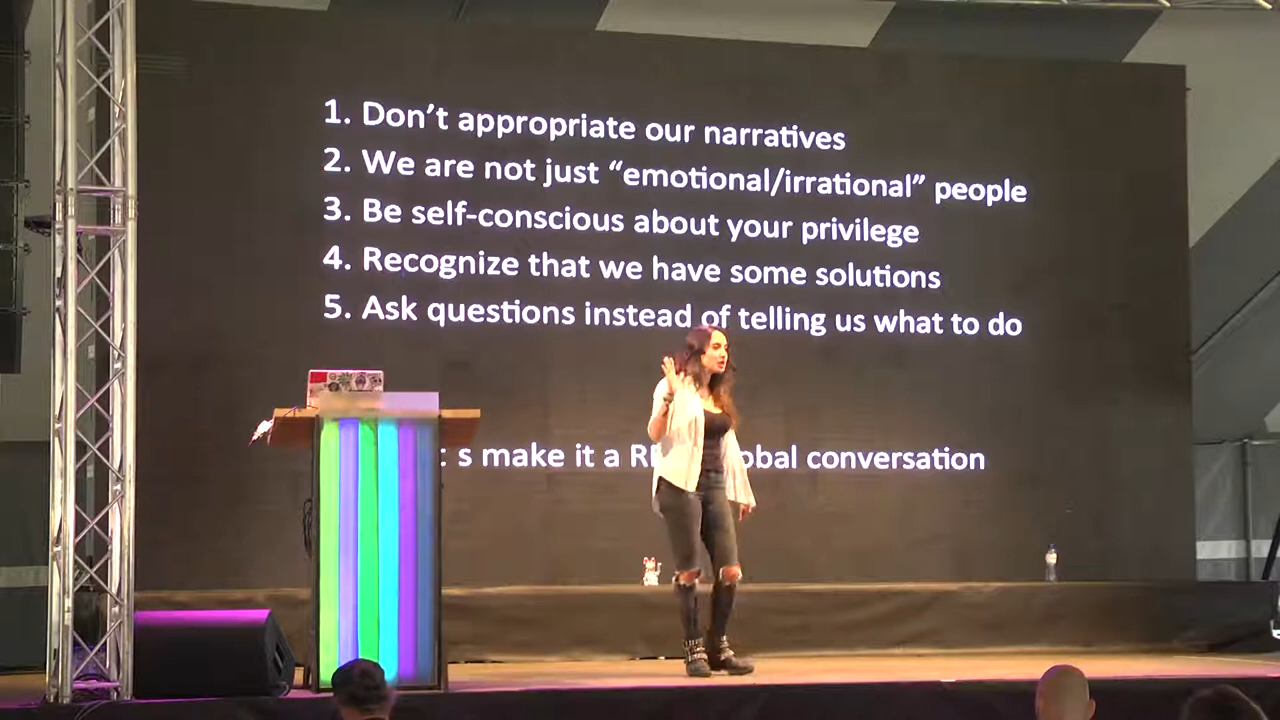 1. Don't appropriate our narratives
2. We are not just “emotional/irrational” people
3. Be self-conscious about your privilege
4. Recognize that we have some solutions
5. Ask questions instead of telling us what to do
s make it a conversation